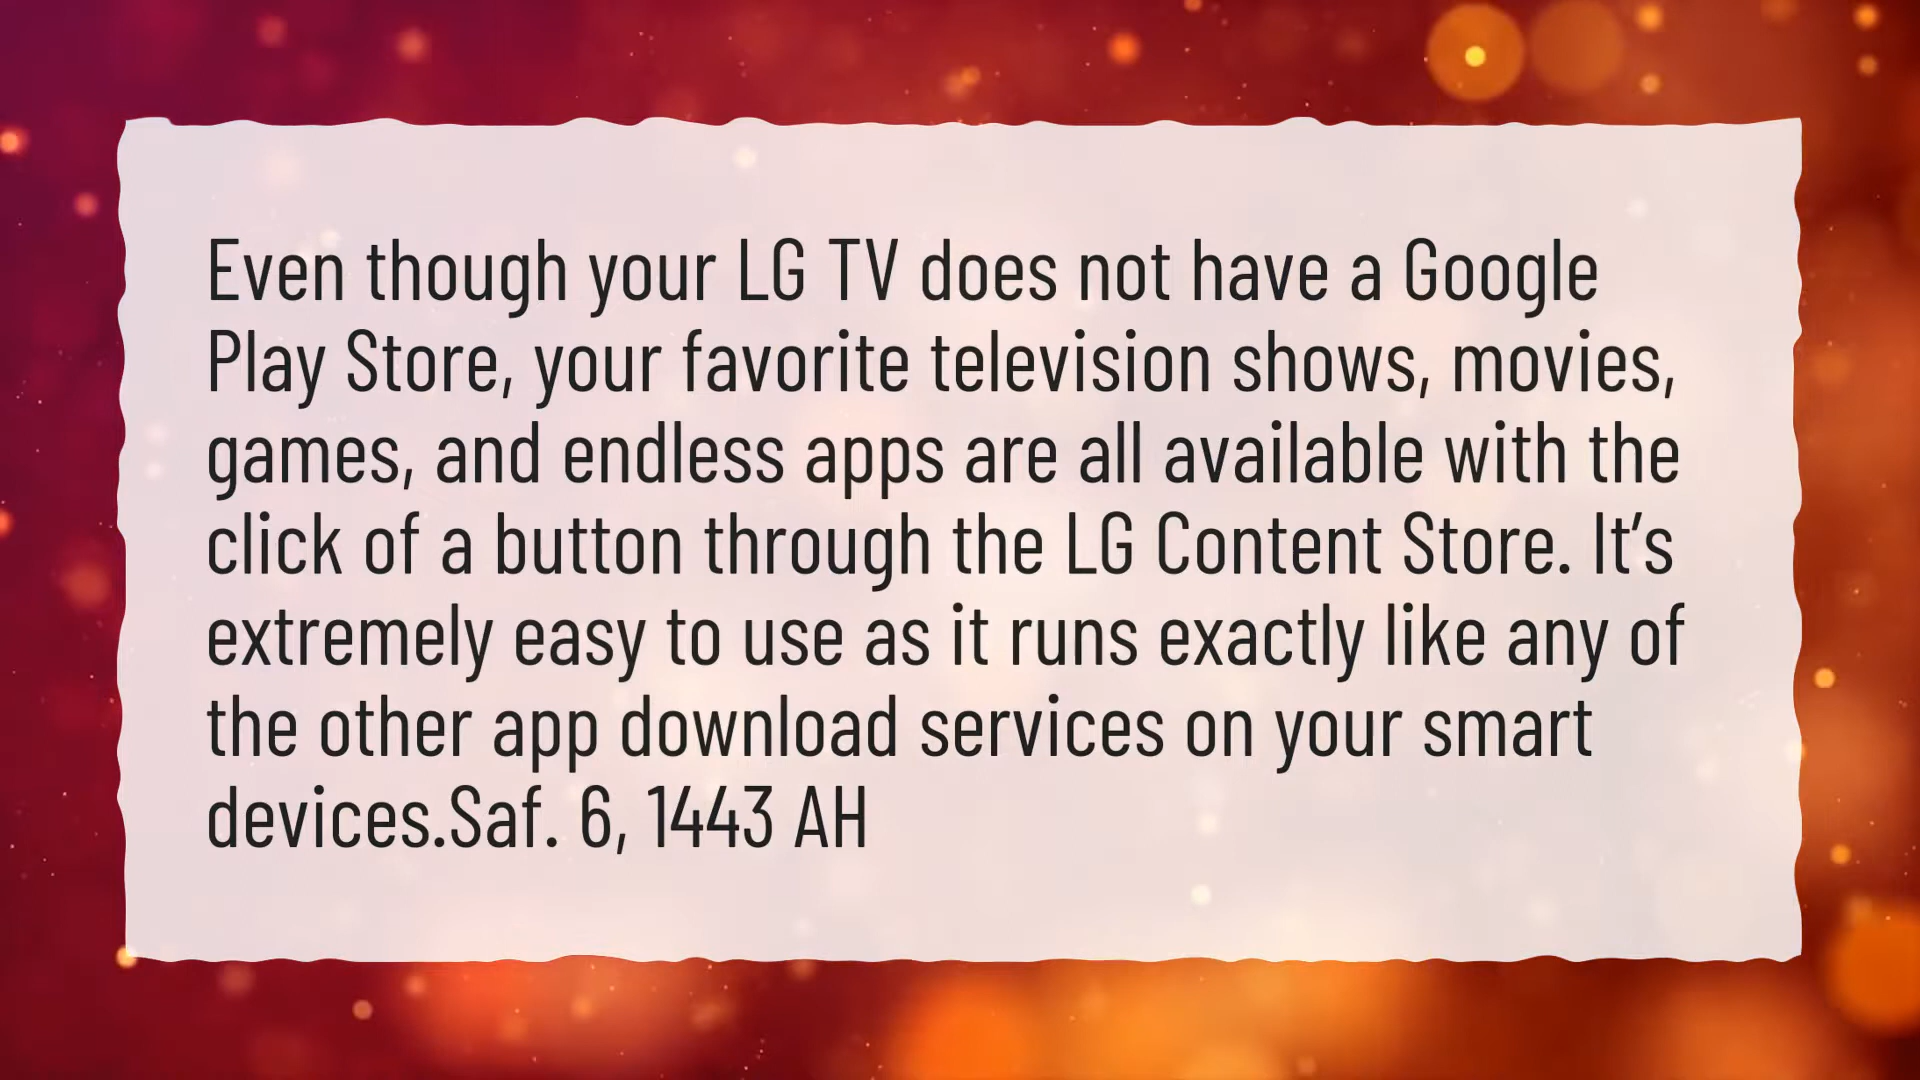 Even though your LG TV does not have a Google
Play Store, your favorite television shows, movies,
games, and endless apps are all available with the
click of a button through the LG Content Store. It’s
extremely easy to use as it runs exactly like any of
the other app download services on your smart
devices.Saf. 6, 1443 AH